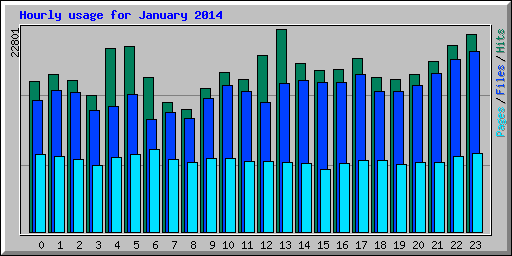 Hourly usage for January 2014
22801
Pages/Files/Hits
0 1 2 3 4 5 6 7 8 9 10 11 12 13 14 15 16 17 18 19 20 21 22 23